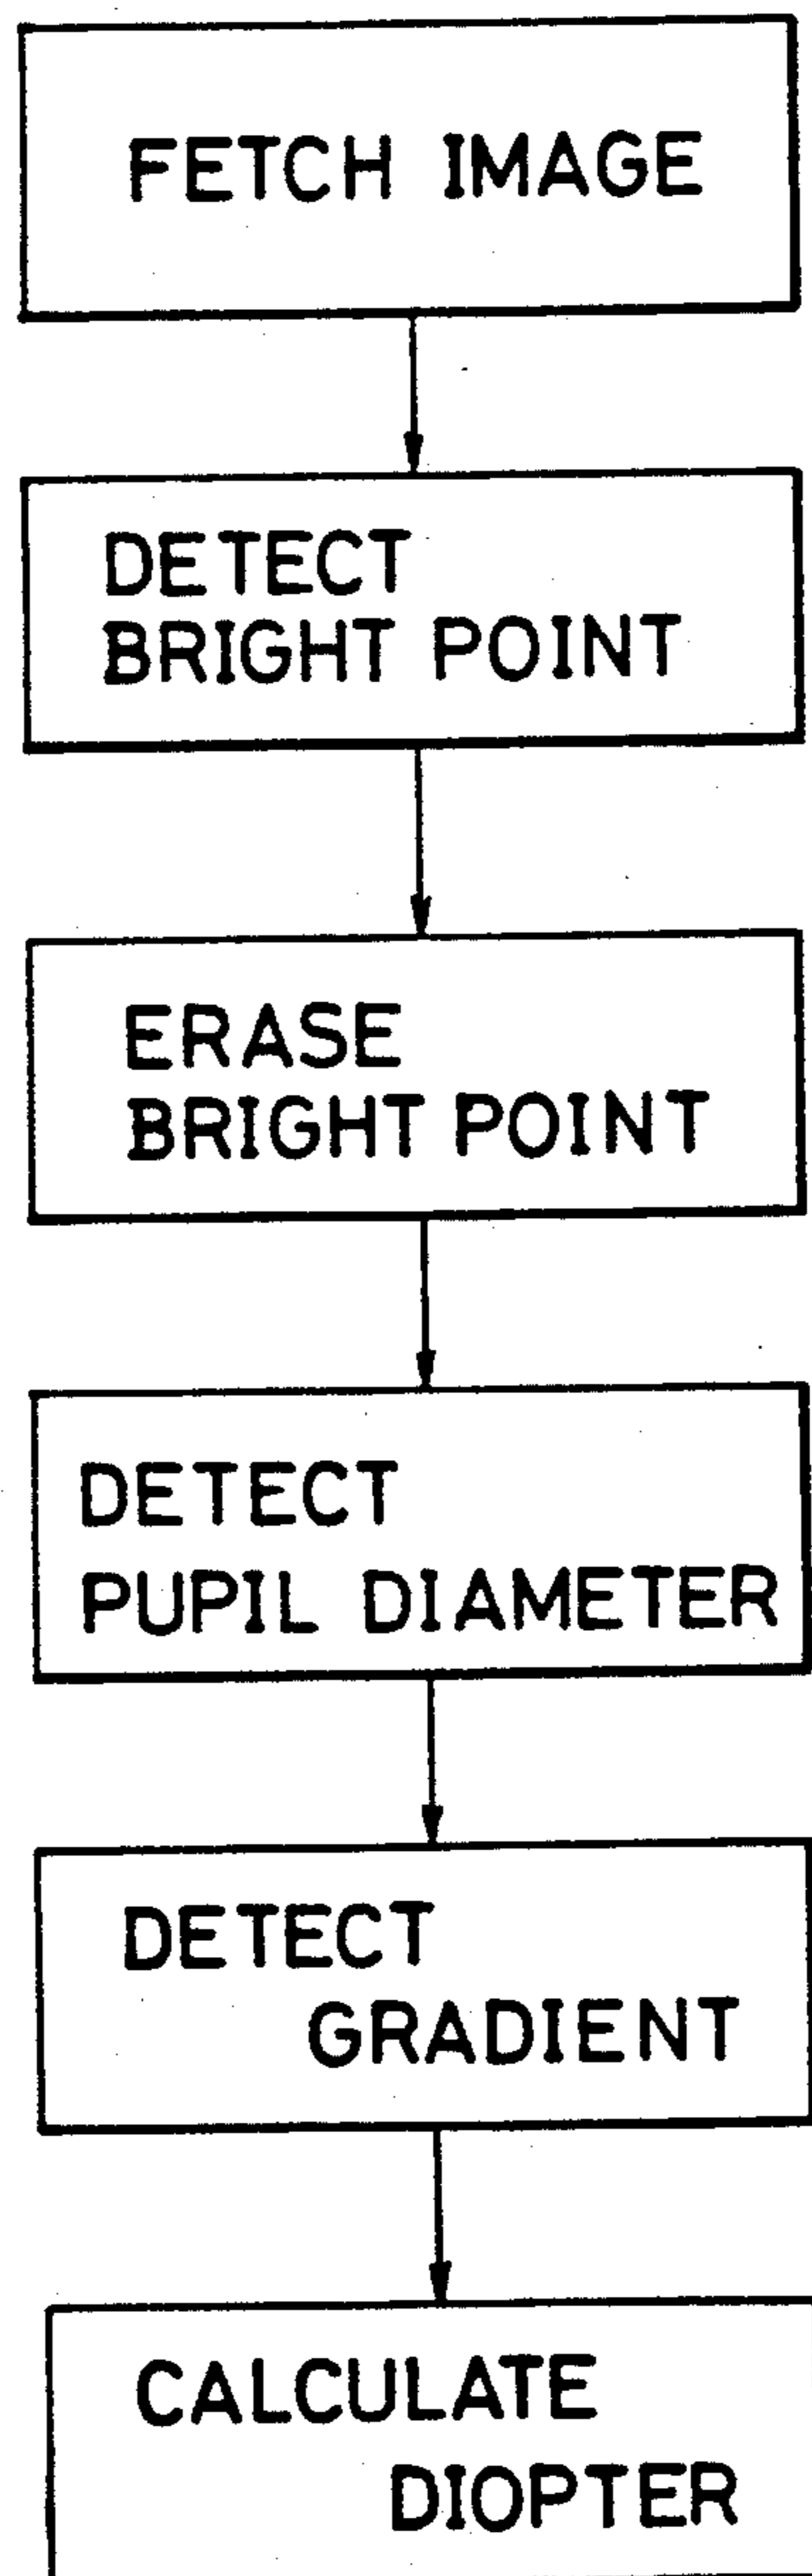 FETCH IMAGE
DETECT
BRIGHT POINT
ERASE
BRIGHT POINT
DETECT
PUPIL DIAMETER
DETECT
GRADIENT
CALCULATE
DIOPTER